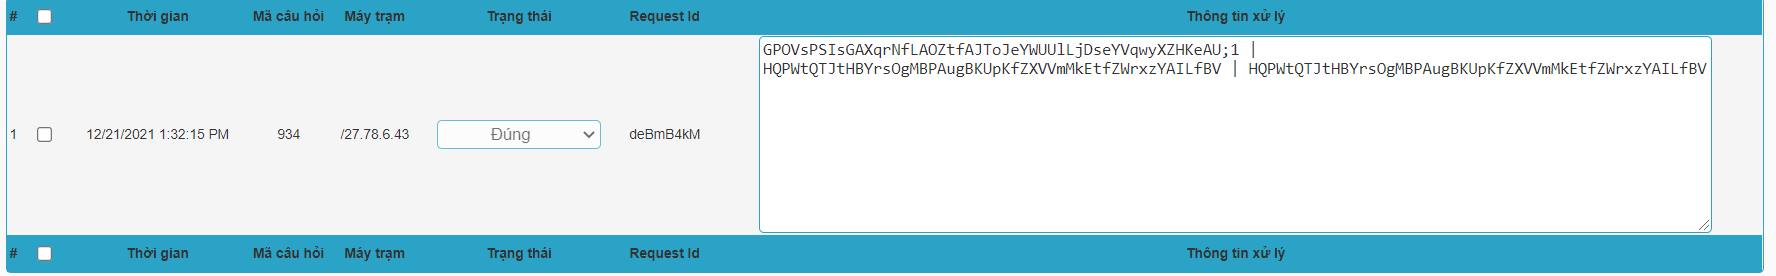 # Thời gian Mã câu hỏi Máy trạm Trạng thái Request Id Thông tin xử lý
GPOVsPSIsGAXqrNfLAOZtfAJToJeYWUUlLjDseYVqwyXZHKeAU;1 |
HQPWtQTJtHBYrsOgMBPAugBKUpKfZXVVmMkEtfZWrxzYAILfBV | HQPWtQTJtHBYrsOgMBPAugBKUpKfZXVVmMkEtfZWrxzYAILfBV
1 12/21/2021 1:32:15 PM 934 /27.78.6.43 Đúng deBmB4kM
# Thời gian Mã câu hỏi Máy trạm Trạng thái Request Id Thông tin xử lý